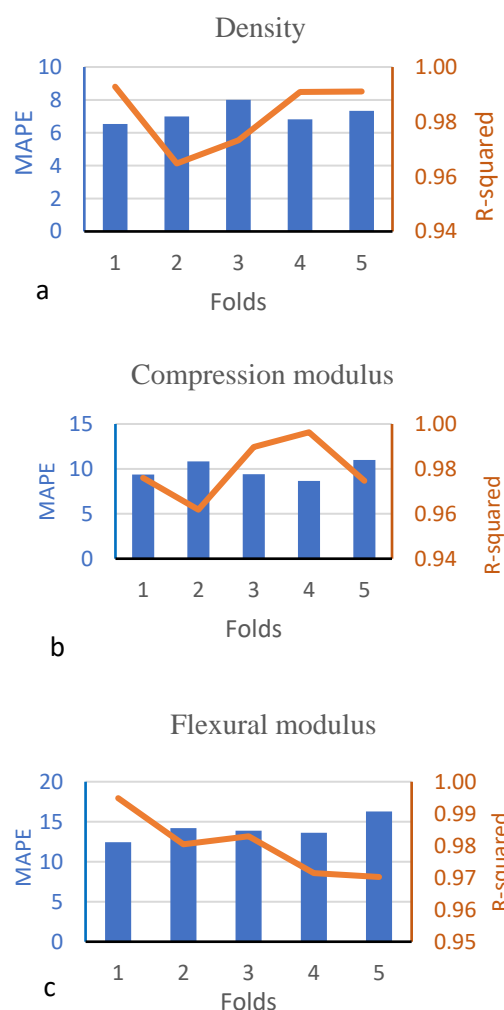 Density
10
8
6
4
2
0
MAPE
1.00
0.98
0.96
0.94
R-squared
1 2 3 4 5
Folds
a
Compression modulus
15
10
5
0
MAPE
1.00
0.98
0.96
0.94
R-squared
1 2 3 4 5
Folds
b
Flexural modulus
20
15
10
5
0
MAPE
1.00
0.99
0.98
0.97
0.96
0.95
R-squared
1 2 3 4 5
Folds
c